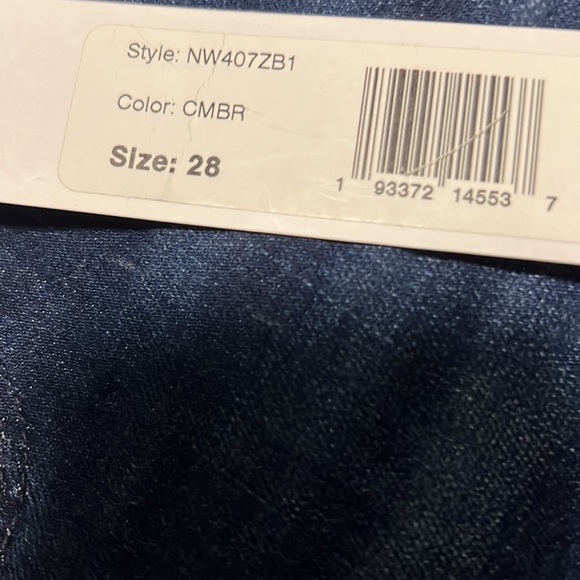 Style: NW407ZB1
Color: CMBR
Size: 28
1 93372 14553 7